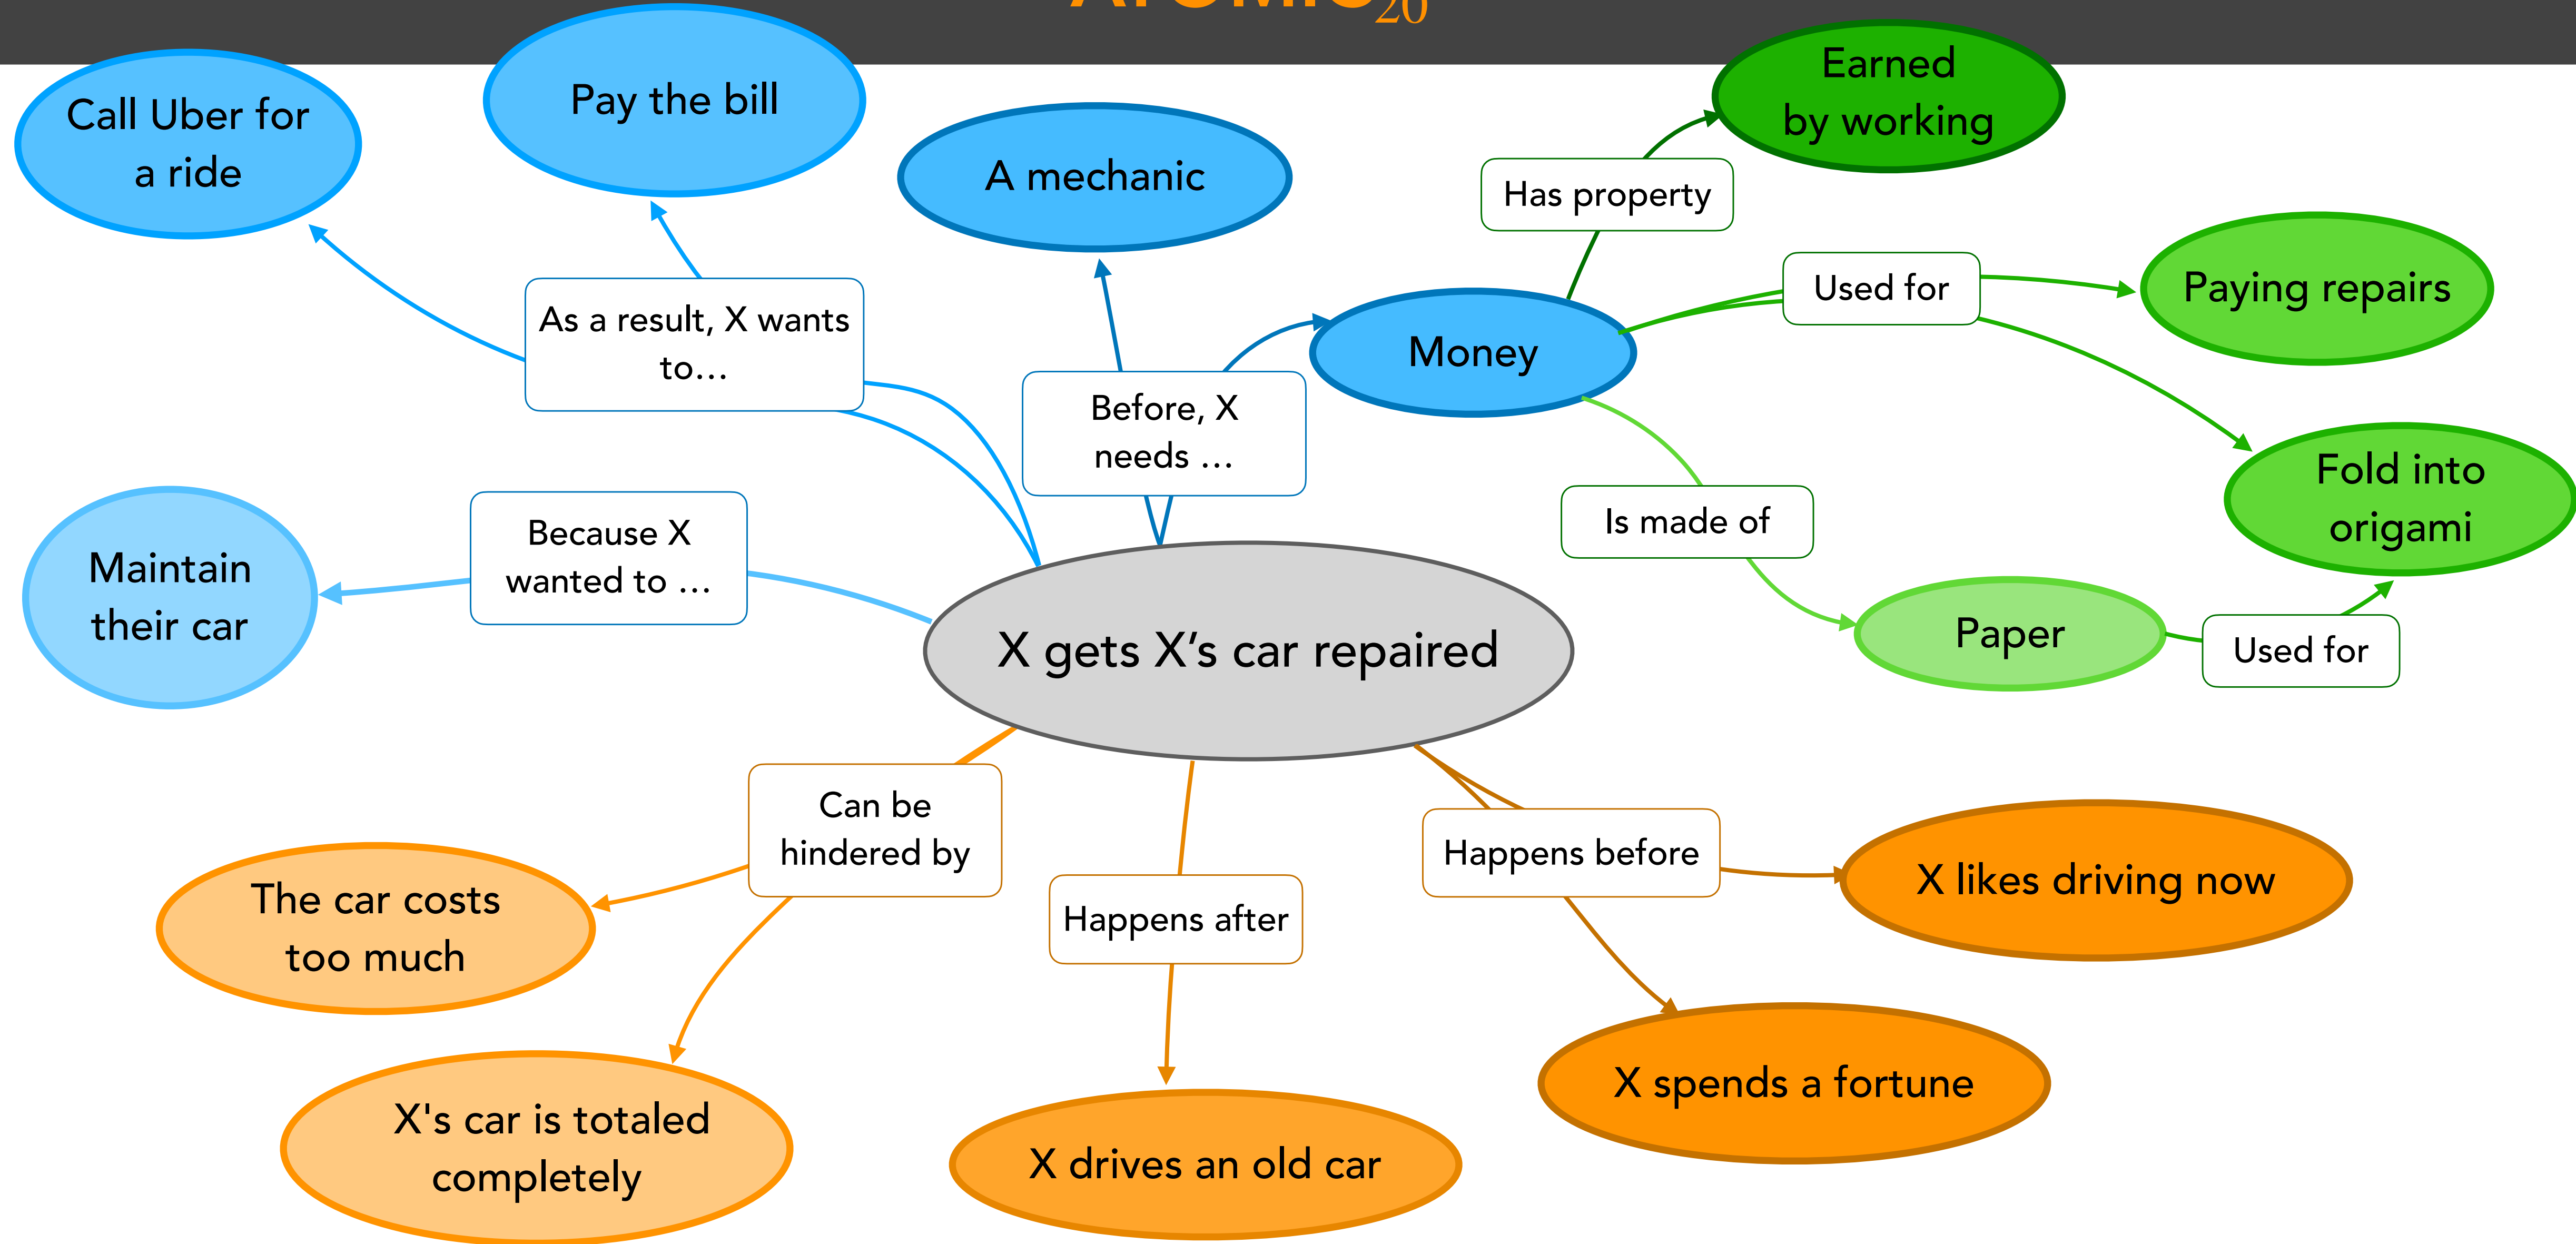 ATOMIC20
Earned
by working
Call Uber for
a ride
Pay the bill
A mechanic
Has property
Used for
Paying repairs
As a result, X wants
to…
Money
Before, X
needs …
Fold into
origami
Is made of
Because X
wanted to …
Maintain
their car
X gets X’s car repaired
Paper
Used for
Can be
hindered by
Happens before
X likes driving now
The car costs
too much
Happens after
X spends a fortune
X's car is totaled
completely
X drives an old car